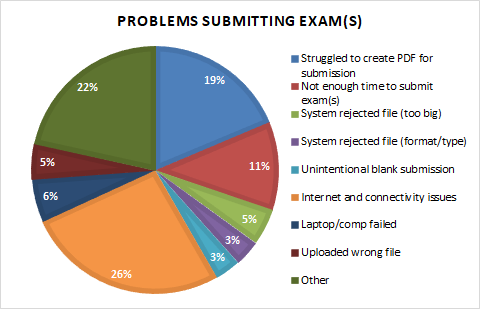 PROBLEMS SUBMITTING EXAM(S)
Struggled to create PDF for
submission
Not enough time to submit
exam(s)
System rejected file (too big)
System rejected file (format/type)
Unintentional blank submission
Internet and connectivity issues
Laptop/comp failed
Uploaded wrong file
Other
19%
11%
5%
3%
3%
26%
6%
5%
22%